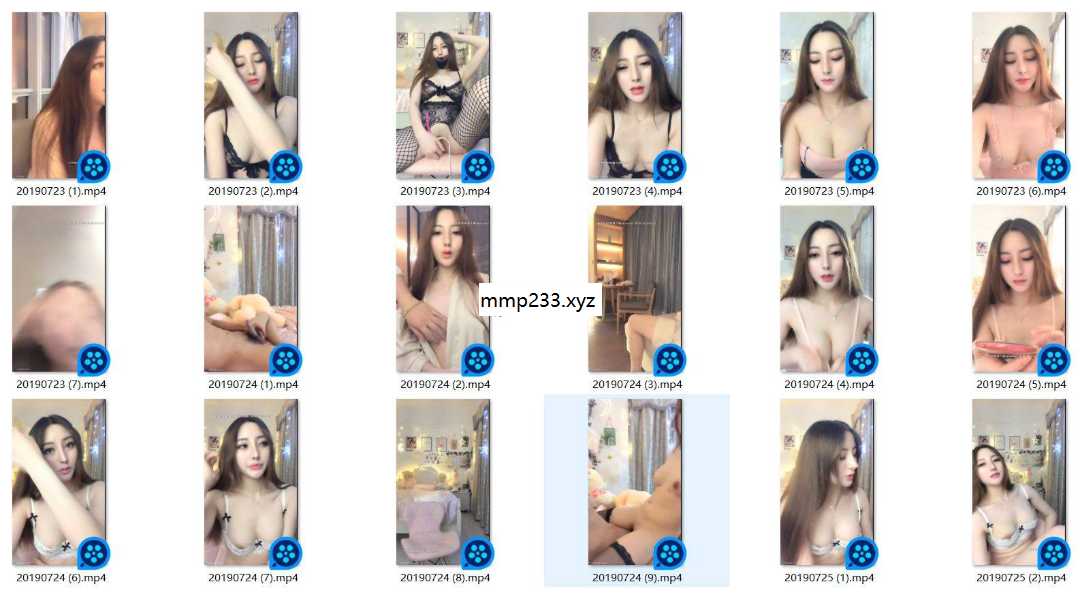 20190723 (1).mp4
20190723 (2).mp4
20190723 (3).mp4
20190723 (4).mp4
20190723 (5).mp4
20190723 (6).mp4
mmp233.xyz
20190723 (7).mp4
20190724 (1).mp4
20190724 (2).mp4
20190724 (3).mp4
20190724 (4).mp4
20190724 (5).mp4
20190724 (6).mp4
20190724 (7).mp4
20190724 (8).mp4
20190724 (9).mp4
20190725 (1).mp4
20190725 (2).mp4